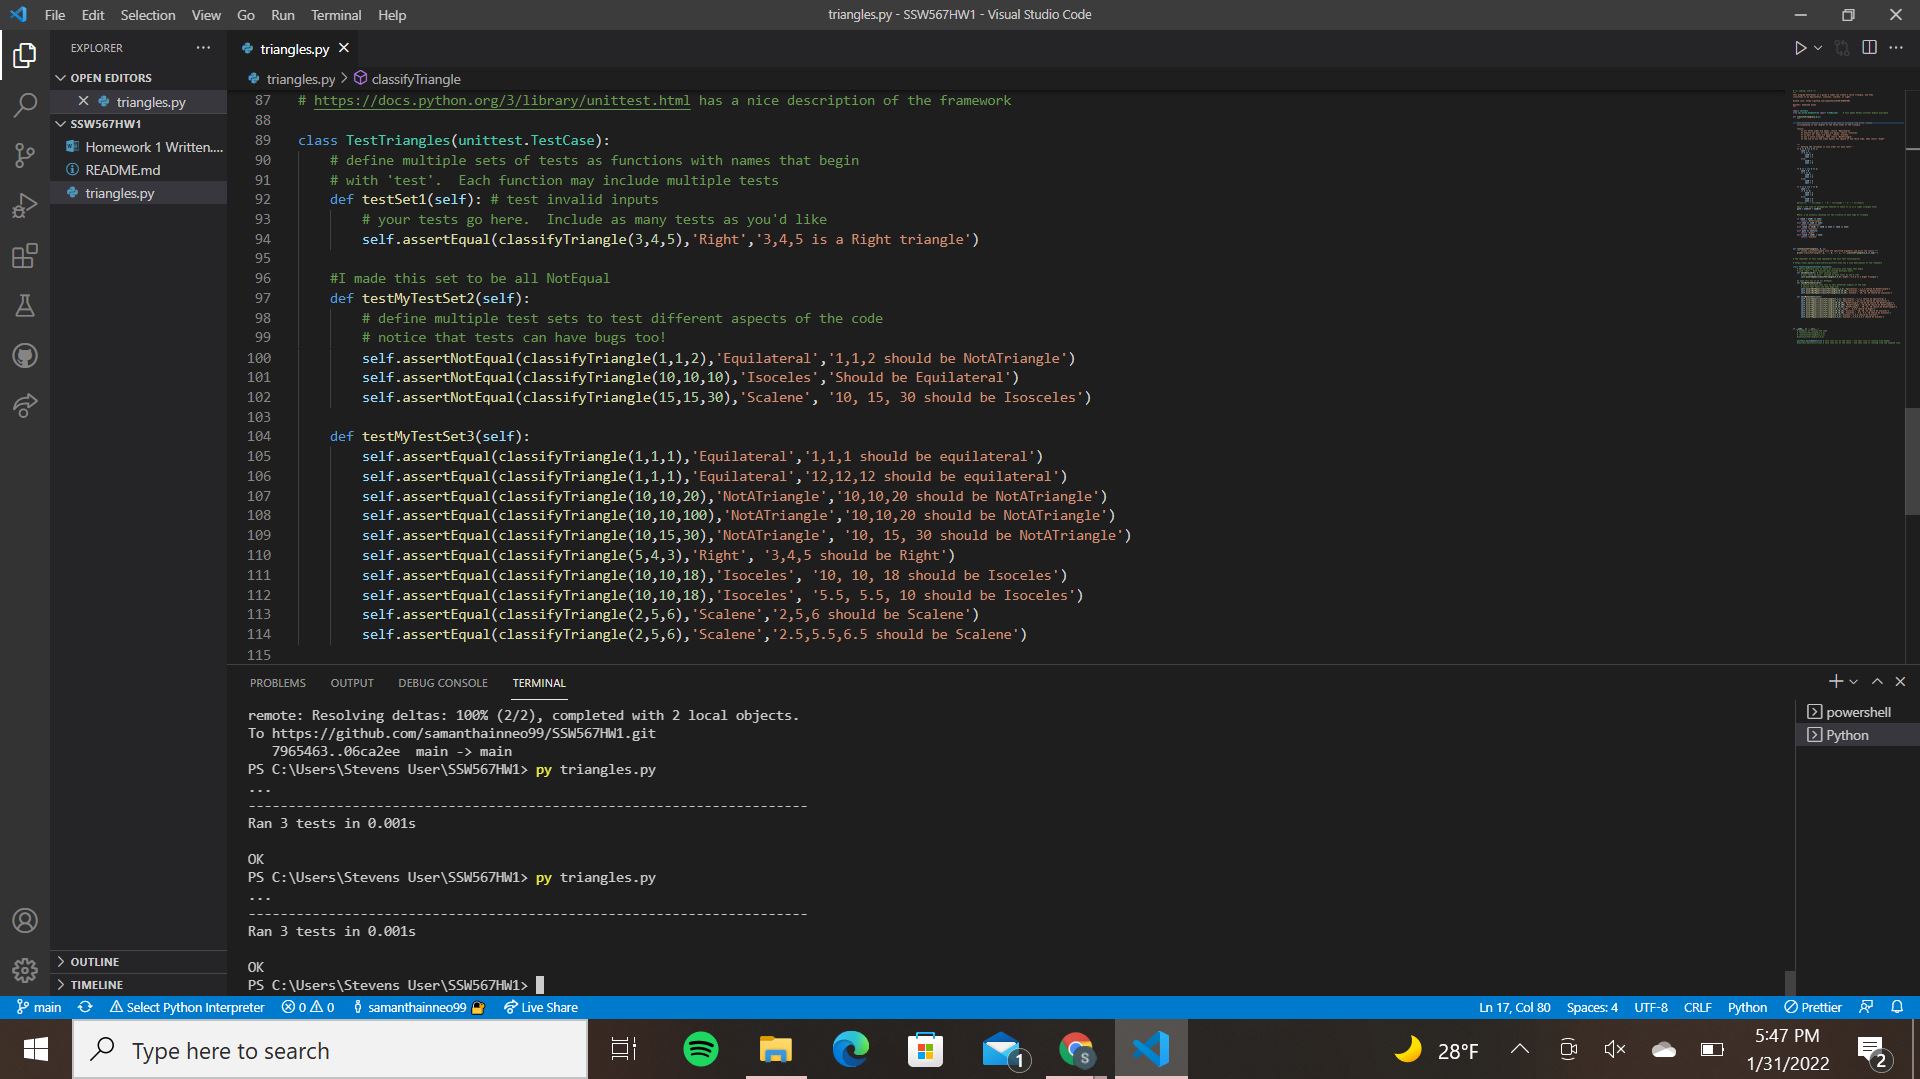 File Edit Selection View Go Run Terminal Help
triangles.py - SSW567HW1 - Visual Studio Code
EXPLORER
OPEN EDITORS
triangles.py
SSW567HW1
Homework 1 Written....
README.md
triangles.py
OUTLINE
TIMELINE
triangles.py
triangles.py > classifyTriangle
87 # https://docs.python.org/3/library/unittest.html has a nice description of the framework
88
89 class TestTriangles(unittest.TestCase):
90 # define multiple sets of tests as functions with names that begin
91 # with 'test'.  Each function may include multiple tests
92 def testSet1(self): # test invalid inputs
93 # your tests go here.  Include as many tests as you'd like
94 self.assertEqual(classifyTriangle(3,4,5),'Right','3,4,5 is a Right triangle')
95
96 #I made this set to be all NotEqual
97 def testMyTestSet2(self):
98 # define multiple test sets to test different aspects of the code
99 # notice that tests can have bugs too!
100 self.assertNotEqual(classifyTriangle(1,1,2),'Equilateral','1,1,2 should be NotATriangle')
101 self.assertNotEqual(classifyTriangle(10,10,10),'Isoceles','Should be Equilateral')
102 self.assertNotEqual(classifyTriangle(15,15,30),'Scalene', '10, 15, 30 should be Isosceles')
103
104 def testMyTestSet3(self):
105 self.assertEqual(classifyTriangle(1,1,1),'Equilateral','1,1,1 should be equilateral')
106 self.assertEqual(classifyTriangle(1,1,1),'Equilateral','12,12,12 should be equilateral')
107 self.assertEqual(classifyTriangle(10,10,20),'NotATriangle','10,10,20 should be NotATriangle')
108 self.assertEqual(classifyTriangle(10,10,100),'NotATriangle','10,10,20 should be NotATriangle')
109 self.assertEqual(classifyTriangle(10,15,30),'NotATriangle', '10, 15, 30 should be NotATriangle')
110 self.assertEqual(classifyTriangle(5,4,3),'Right', '3,4,5 should be Right')
111 self.assertEqual(classifyTriangle(10,10,18),'Isoceles', '10, 10, 18 should be Isoceles')
112 self.assertEqual(classifyTriangle(10,10,18),'Isoceles', '5.5, 5.5, 10 should be Isoceles')
113 self.assertEqual(classifyTriangle(2,5,6),'Scalene','2,5,6 should be Scalene')
114 self.assertEqual(classifyTriangle(2,5,6),'Scalene','2.5,5.5,6.5 should be Scalene')
115
PROBLEMS OUTPUT DEBUG CONSOLE TERMINAL
remote: Resolving deltas: 100% (2/2), completed with 2 local objects.
To https://github.com/samanthainneo99/SSW567HW1.git
7965463..06ca2ee  main -> main
PS C:\Users\Stevens User\SSW567HW1> py triangles.py
...
----------------------------------------------------------------------
Ran 3 tests in 0.001s
OK
PS C:\Users\Stevens User\SSW567HW1> py triangles.py
...
----------------------------------------------------------------------
Ran 3 tests in 0.001s
OK
PS C:\Users\Stevens User\SSW567HW1>
powershell
Python
main Select Python Interpreter 0 0 samanthainneo99 Live Share
Ln 17, Col 80 Spaces: 4 UTF-8 CRLF Python Prettier
Type here to search
1
S
28°F
5:47 PM
1/31/2022
2